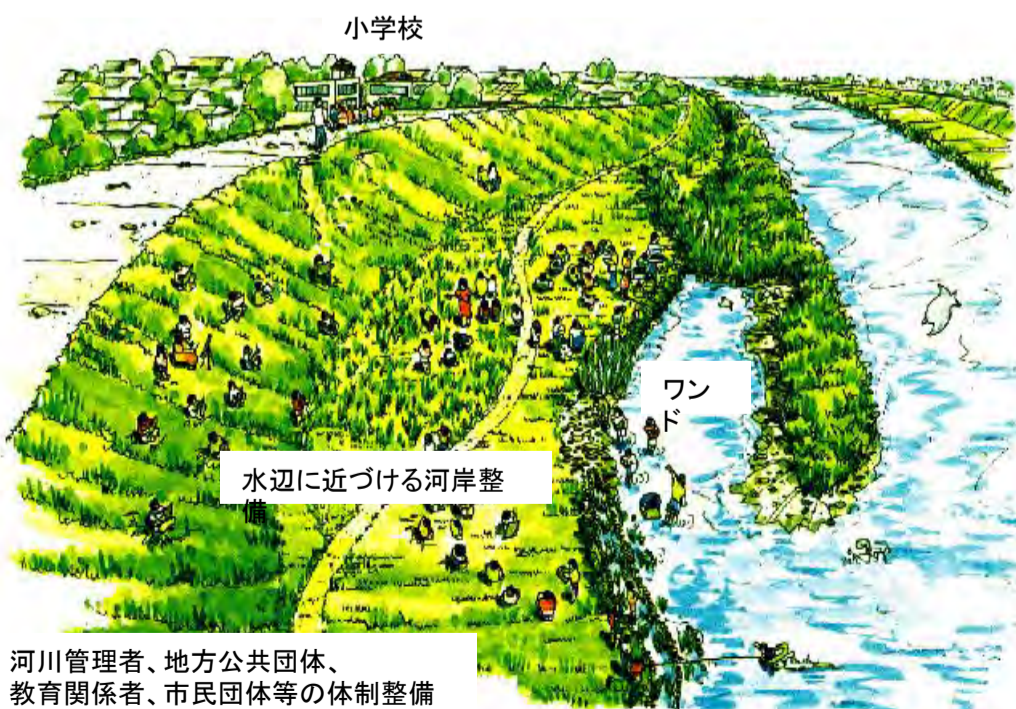 小学校
ワン
ド
水辺に近づける河岸整
備
河川管理者、地方公共団体、
教育関係者、市民団体等の体制整備